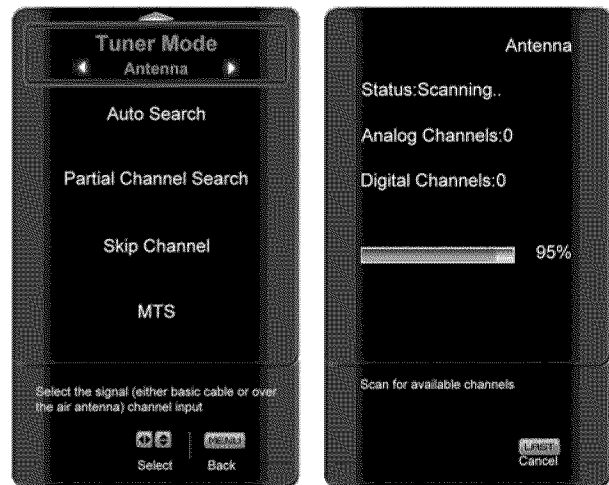 Tuner Mode
Antenna
Auto Search
Partial Channel Search
Skip Channel
MTS
Select the signal (either basic cable or over
the air antenna) channel input
MENU
Select Back
Antenna
Status:Scanning..
Analog Channels:0
Digital Channels:0
95%
Scan for available channels
LAST
Cancel